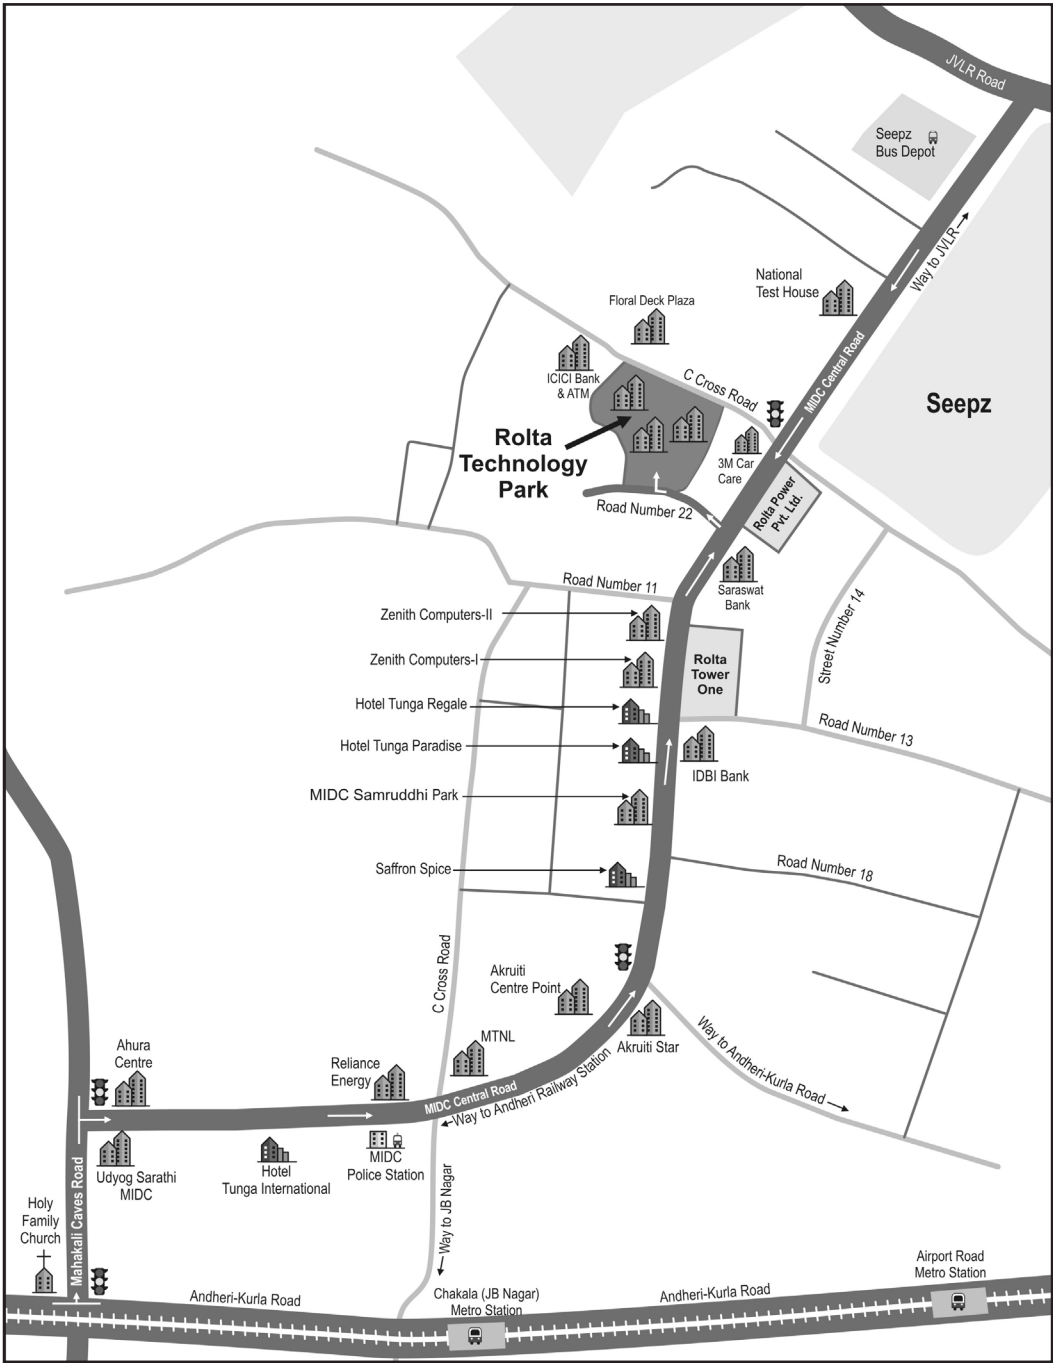 JVLR Road
Seepz
Bus Depot
Way to JVLR
National
Test House
Floral Deck Plaza
MIDC Central Road
ICICI Bank
& ATM
C Cross Road
Seepz
Rolta
Technology
Park
3M Car
Care
Rolta Power
Pvt. Ltd.
Road Number 22
Saraswat
Bank
Road Number 11
Street Number 14
Zenith Computers-II
Zenith Computers-I
Rolta
Tower
One
Hotel Tunga Regale
Road Number 13
Hotel Tunga Paradise
IDBI Bank
MIDC Samruddhi Park
Saffron Spice
Road Number 18
C Cross Road
Akruiti
Centre Point
Akruiti Star
Way to Andheri-Kurla Road
Ahura
Centre
Reliance
Energy
MTNL
MIDC Central Road
Way to Andheri Railway Station
Udyog Sarathi
MIDC
Hotel
Tunga International
MIDC
Police Station
Mahakali Caves Road
Way to JB Nagar
Holy
Family
Church
Airport Road
Metro Station
Andheri-Kurla Road
Chakala (JB Nagar)
Metro Station
Andheri-Kurla Road